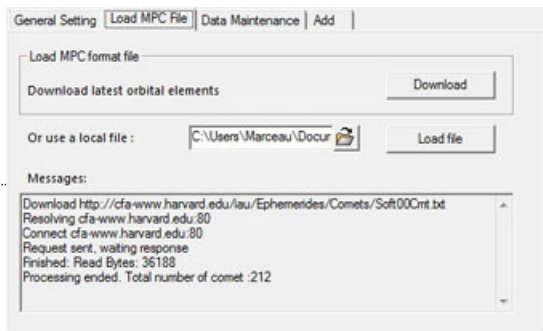 General Setting Load MPC File Data Maintenance Add
Load MPC format file
Download latest orbital elements
Download
Or use a local file :
C:\Users\Marceau\Docur
Load file
Messages:
Download http://cfa-www.harvard.edu/iau/Ephemerides/Comets/Soft00Cmt.txt
Resolving cfa-www.harvard.edu:80
Connect cfa-www.harvard.edu:80
Request sent, waiting response
Finished: Read Bytes: 36188
Processing ended. Total number of comet :212